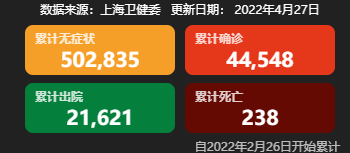 数据来源：上海卫健委 更新日期： 2022年4月27日
累计无症状 累计确诊
502,835 44,548
累计出院 累计死亡
21,621 238
自2022年2月26日开始累计